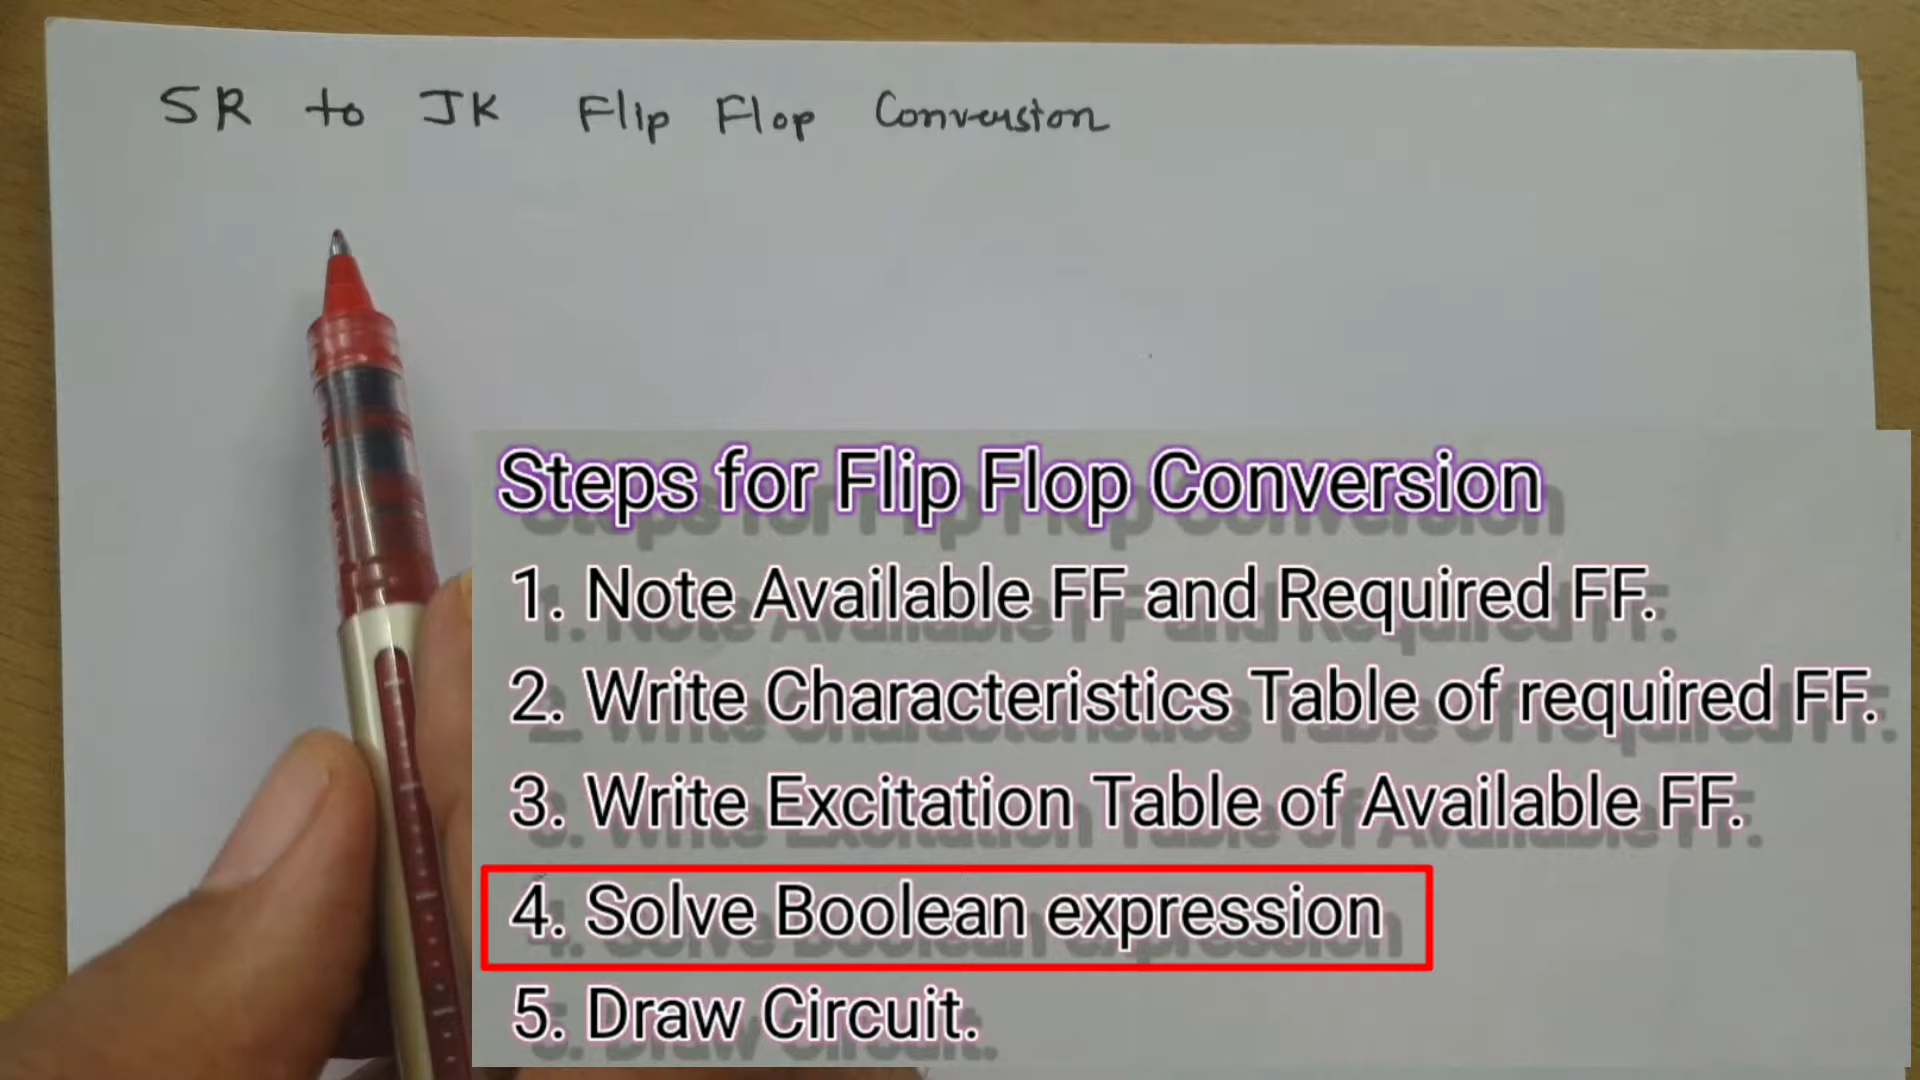 SR to JK Flip Flop Conversion
Steps for Flip Flop Conversion
1. Note Available FF and Required FF.
2. Write Characteristics Table of required FF.
3. Write Excitation Table of Available FF.
4. Solve Boolean expression
5. Draw Circuit.